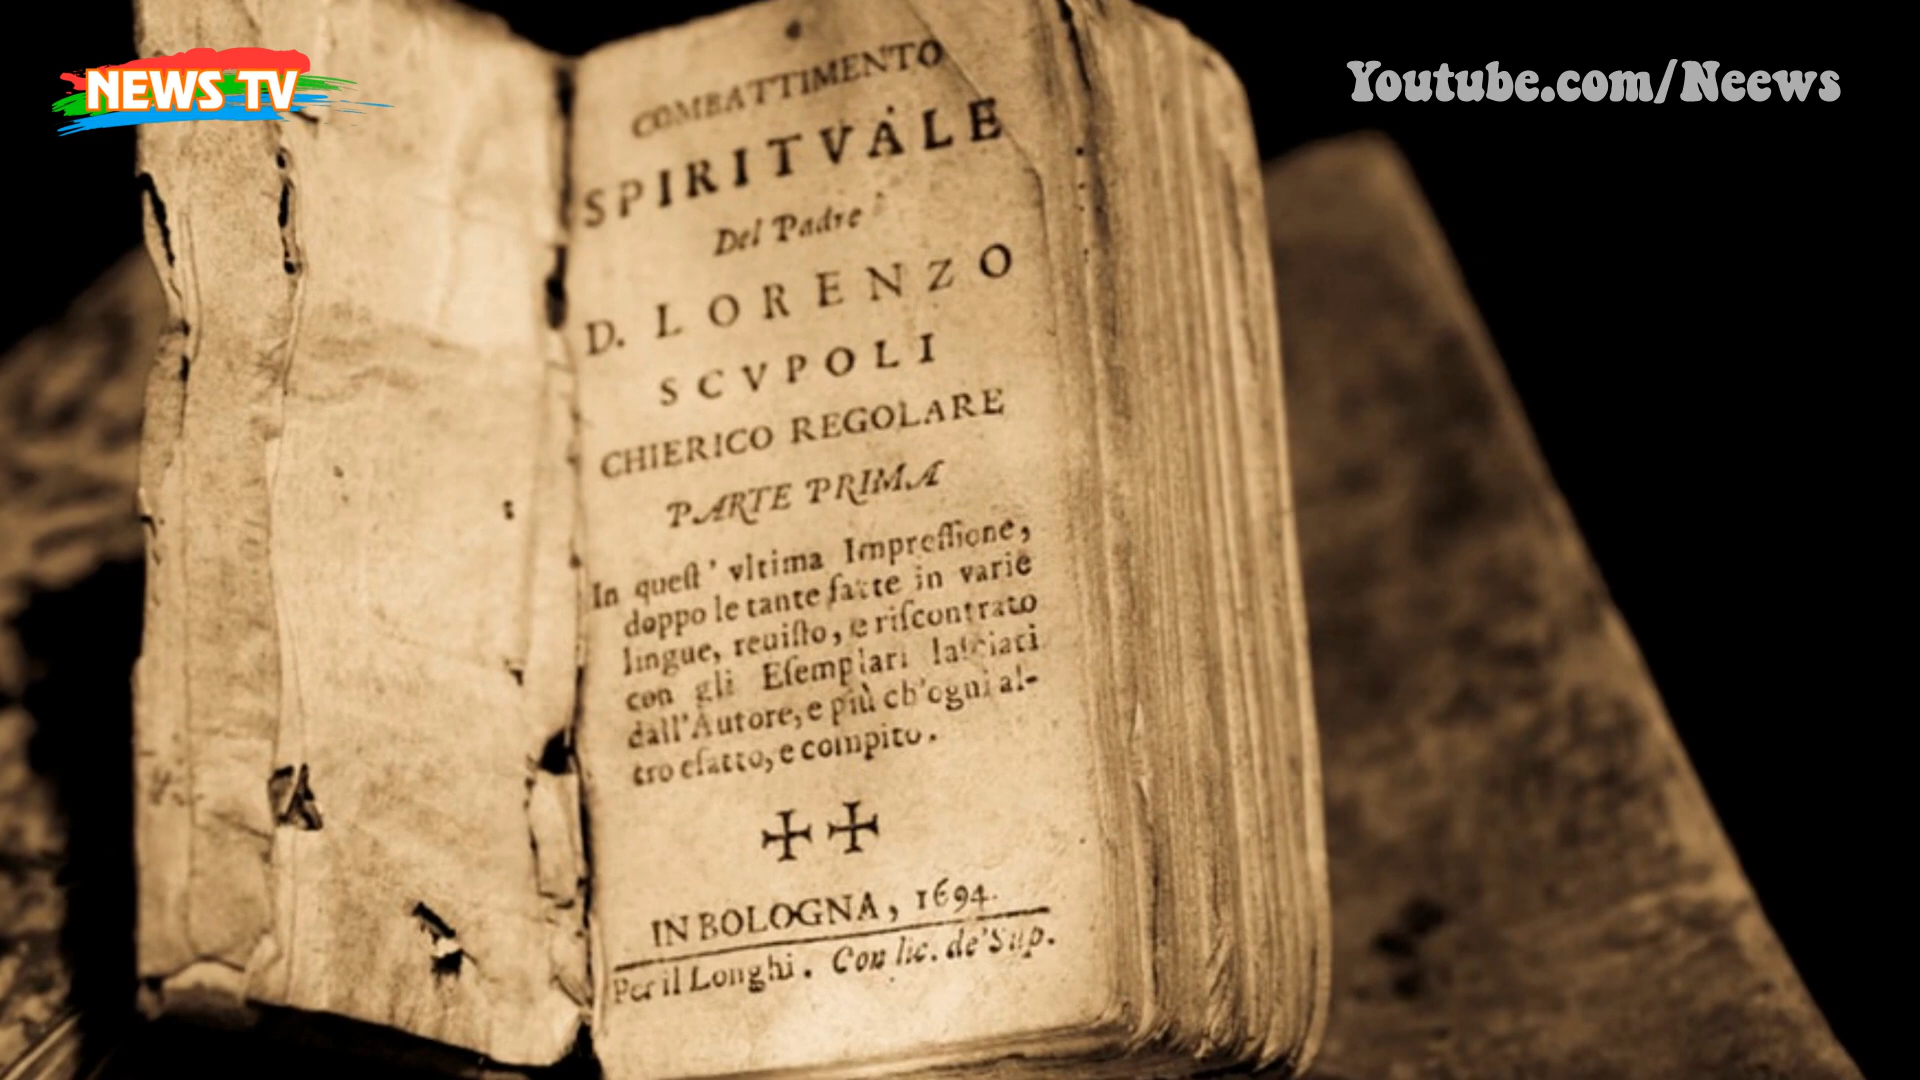 NEWS TV
Youtube.com/Neews
COMBATTIMENTO
SPIRITVALE
Del Padre
D. LORENZO
SCVPOLI
CHIERICO REGOLARE
PARTE PRIMA
In queſt' vltima Impreſſione,
doppo le tante fatte in varie
lingue, reuiſto, e riſcontrato
con gli Eſemplari laſciati
dall'Autore, e più ch'ogni al-
tro eſatto, e compito.
IN BOLOGNA, 1694.
Per il Longhi. Con lic. de' Sup.